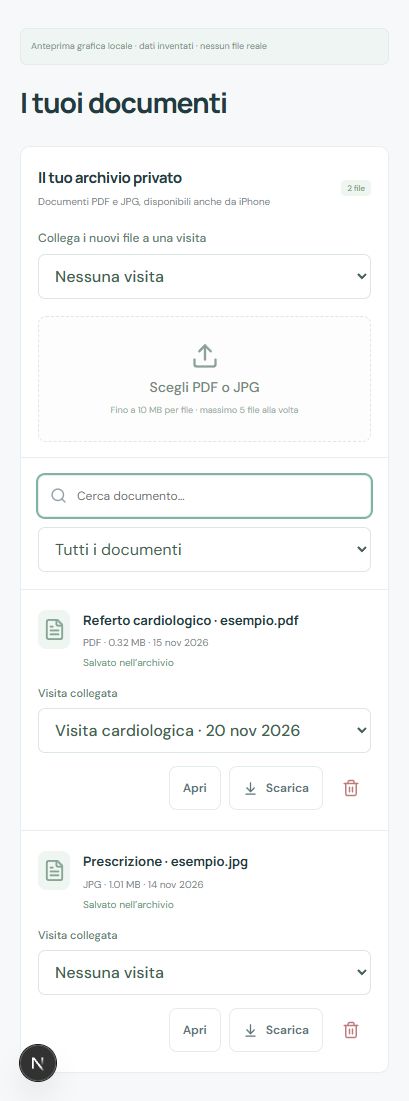 Anteprima grafica locale · dati inventati · nessun file reale
I tuoi documenti
Il tuo archivio privato
2 file
Documenti PDF e JPG, disponibili anche da iPhone
Collega i nuovi file a una visita
Nessuna visita
Scegli PDF o JPG
Fino a 10 MB per file · massimo 5 file alla volta
Cerca documento…
Tutti i documenti
Referto cardiologico · esempio.pdf
PDF · 0.32 MB · 15 nov 2026
Salvato nell’archivio
Visita collegata
Visita cardiologica · 20 nov 2026
Apri
Scarica
Prescrizione · esempio.jpg
JPG · 1.01 MB · 14 nov 2026
Salvato nell’archivio
Visita collegata
Nessuna visita
Apri
Scarica
N